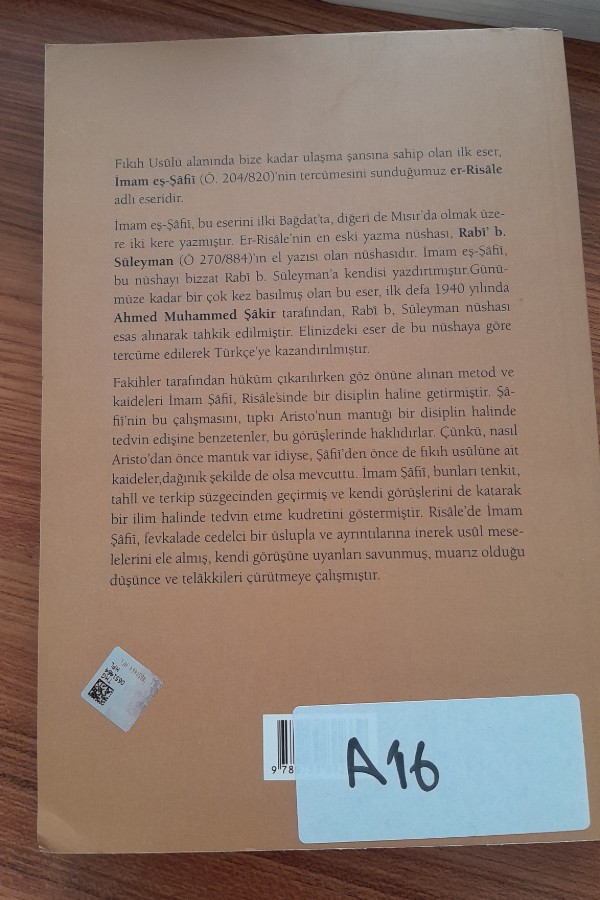 Fıkıh Usûlü alanında bize kadar ulaşma şansına sahip olan ilk eser,
İmam eş-Şâfiî (Ö. 204/820)'nin tercümesini sunduğumuz er-Risâle
adlı eseridir.
İmam eş-Şâfiî, bu eserini ilki Bağdat'ta, diğeri de Mısır'da olmak üze-
re iki kere yazmıştır. Er-Risâle'nin en eski yazma nüshası, Rabî' b.
Süleyman (Ö 270/884)'ın el yazısı olan nüshasıdır. İmam eş-Şâfiî,
bu nüshayı bizzat Rabî b. Süleyman'a kendisi yazdırtmıştır.Günü-
müze kadar bir çok kez basılmış olan bu eser, ilk defa 1940 yılında
Ahmed Muhammed Şâkir tarafından, Rabî b, Süleyman nüshası
esas alınarak tahkik edilmiştir. Elinizdeki eser de bu nüshaya göre
tercüme edilerek Türkçe'ye kazandırılmıştır.
Fakihler tarafından hüküm çıkarılırken göz önüne alınan metod ve
kaideleri İmam Şâfiî, Risâle'sinde bir disiplin haline getirmiştir. Şâ-
fiî'nin bu çalışmasını, tıpkı Aristo'nun mantığı bir disiplin halinde
tedvin edişine benzetenler, bu görüşlerinde haklıdırlar. Çünkü, nasıl
Aristo'dan önce mantık var idiyse, Şâfiî'den önce de fıkıh usûlüne ait
kaideler,dağınık şekilde de olsa mevcuttu. İmam Şâfiî, bunları tenkit,
tahlîl ve terkip süzgecinden geçirmiş ve kendi görüşlerini de katarak
bir ilim halinde tedvin etme kudretini göstermiştir. Risâle'de İmam
Şâfiî, fevkalade cedelci bir üslupla ve ayrıntılarına inerek usûl mese-
lelerini ele almış, kendi görüşüne uyanları savunmuş, muarız olduğu
düşünce ve telâkkileri çürütmeye çalışmıştır.
THG
0651464
9 78
A16